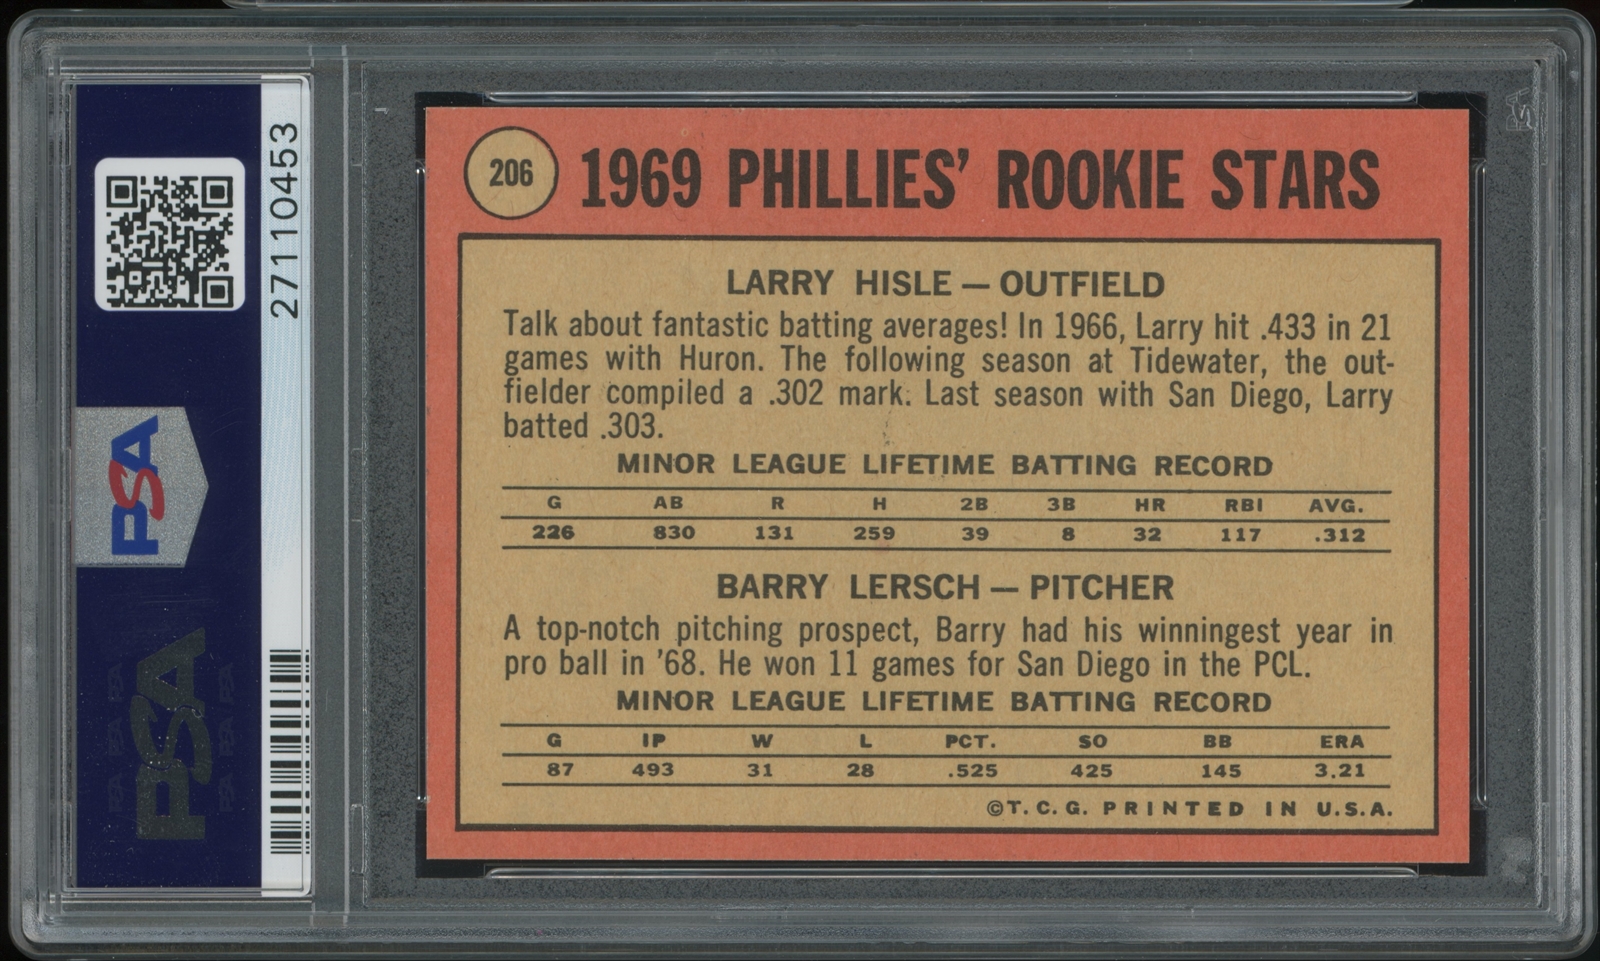 27110453
PSA
PSA
206
1969 PHILLIES' ROOKIE STARS
LARRY HISLE — OUTFIELD
Talk about fantastic batting averages! In 1966, Larry hit .433 in 21
games with Huron. The following season at Tidewater, the out-
fielder compiled a .302 mark. Last season with San Diego, Larry
batted .303.
MINOR LEAGUE LIFETIME BATTING RECORD
G AB R H 2B 3B HR RBI AVG.
226 830 131 259 39 8 32 117 .312
BARRY LERSCH — PITCHER
A top-notch pitching prospect, Barry had his winningest year in
pro ball in '68. He won 11 games for San Diego in the PCL.
MINOR LEAGUE LIFETIME BATTING RECORD
G IP W L PCT. SO BB ERA
87 493 31 28 .525 425 145 3.21
©T.C.G. PRINTED IN U.S.A.